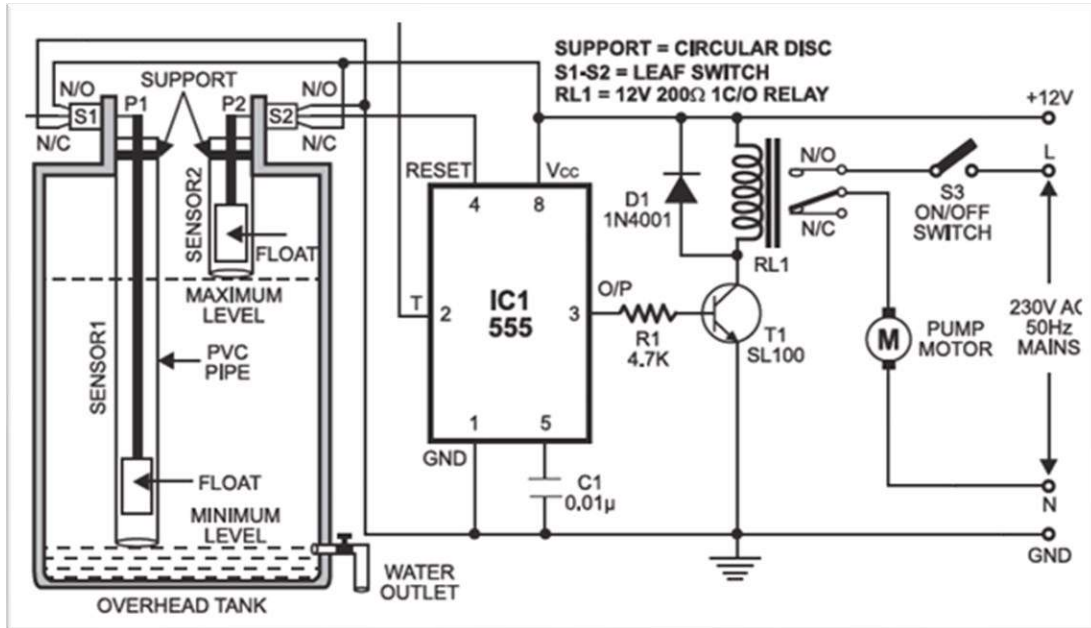 SUPPORT = CIRCULAR DISC
S1-S2 = LEAF SWITCH
RL1 = 12V 200Ω 1C/O RELAY
N/O
SUPPORT
N/O
P1
P2
S1
S2
N/C
N/C
+12V
L
RESET
VCC
4
8
SENSOR2
FLOAT
D1
1N4001
N/O
N/C
RL1
S3
ON/OFF
SWITCH
MAXIMUM
LEVEL
T
2
IC1
555
3
O/P
R1
4.7K
T1
SL100
M
PUMP
MOTOR
230V AC
50Hz
MAINS
SENSOR1
PVC
PIPE
1
5
GND
C1
0.01µ
FLOAT
MINIMUM
LEVEL
N
GND
WATER
OUTLET
OVERHEAD TANK